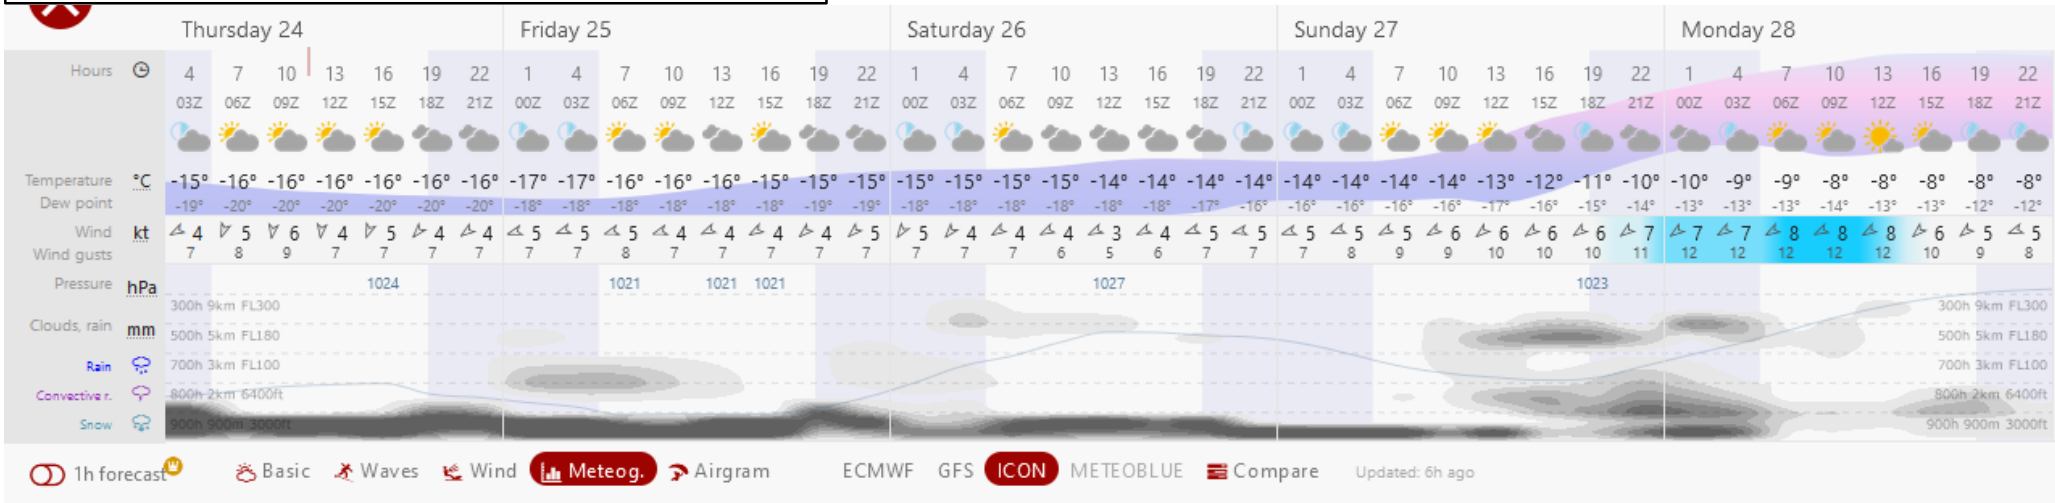 Thursday 24 Friday 25 Saturday 26 Sunday 27 Monday 28
Hours 4 7 10 13 16 19 22 1 4 7 10 13 16 19 22 1 4 7 10 13 16 19 22 1 4 7 10 13 16 19 22 1 4 7 10 13 16 19 22
03Z 06Z 09Z 12Z 15Z 18Z 21Z 00Z 03Z 06Z 09Z 12Z 15Z 18Z 21Z 00Z 03Z 06Z 09Z 12Z 15Z 18Z 21Z 00Z 03Z 06Z 09Z 12Z 15Z 18Z 21Z 00Z 03Z 06Z 09Z 12Z 15Z 18Z 21Z
Temperature °C -15° -16° -16° -16° -16° -16° -16° -17° -17° -16° -16° -16° -15° -15° -15° -15° -15° -15° -15° -14° -14° -14° -14° -14° -14° -14° -14° -13° -12° -11° -10° -10° -9° -9° -8° -8° -8° -8° -8°
Dew point -19° -20° -20° -20° -20° -20° -20° -18° -18° -18° -18° -18° -18° -19° -19° -18° -18° -18° -18° -18° -18° -17° -16° -16° -16° -16° -16° -17° -16° -15° -14° -13° -13° -13° -14° -13° -13° -12° -12°
Wind kt 4 5 6 4 5 4 4 5 5 5 4 4 4 4 5 5 4 4 4 3 4 5 5 5 5 5 6 6 6 6 7 7 7 8 8 8 6 5 5
Wind gusts 7 8 9 7 7 7 7 7 7 8 7 7 7 7 7 7 7 7 6 5 6 7 7 7 8 9 9 10 10 10 11 12 12 12 12 12 10 9 8
Pressure hPa 1024 1021 1021 1021 1027 1023
300h 9km FL300 300h 9km FL300
Clouds, rain mm
500h 5km FL180 500h 5km FL180
Rain 700h 3km FL100 700h 3km FL100
Convective r. 800h 2km 6400ft 800h 2km 6400ft
Snow 900h 900m 3000ft 900h 900m 3000ft
1h forecast Basic Waves Wind Meteog. Airgram ECMWF GFS ICON METEOBLUE Compare Updated: 6h ago